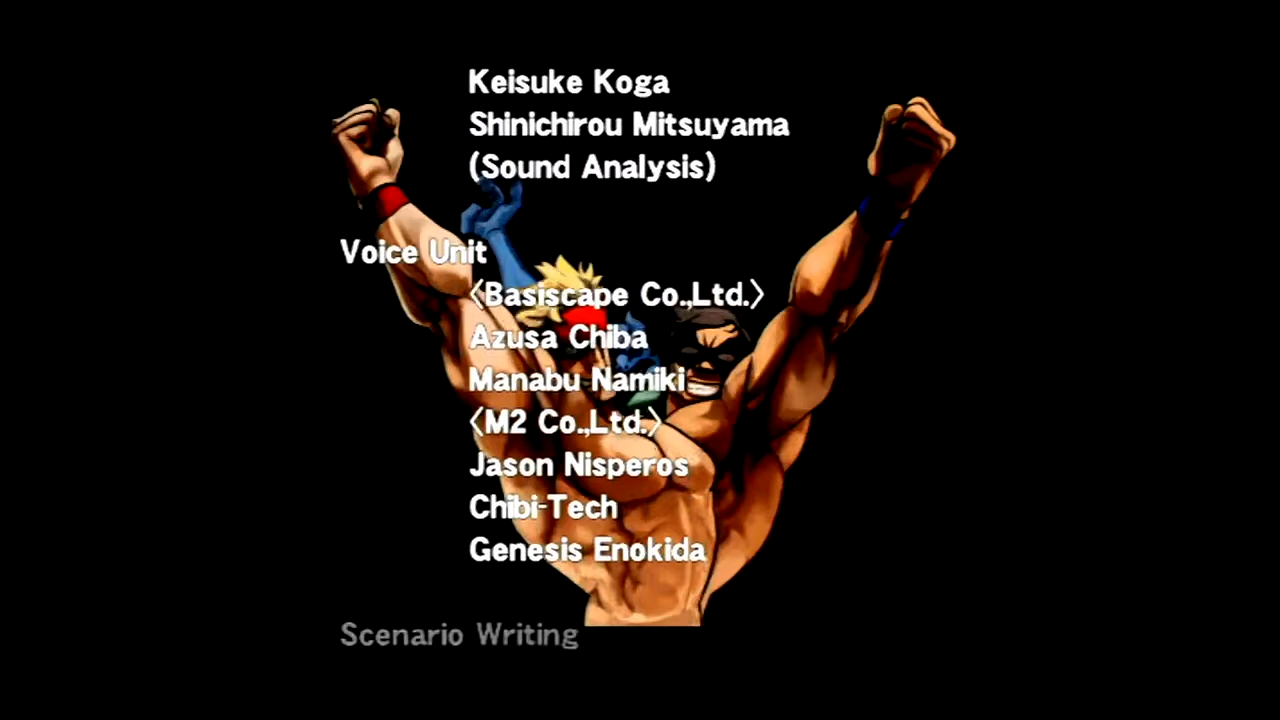 Keisuke Koga
Shinichirou Mitsuyama
(Sound Analysis)
Voice Unit
〈Basiscape Co.,Ltd.〉
Azusa Chiba
Manabu Namiki
〈M2 Co.,Ltd.〉
Jason Nisperos
Chibi-Tech
Genesis Enokida
Scenario Writing